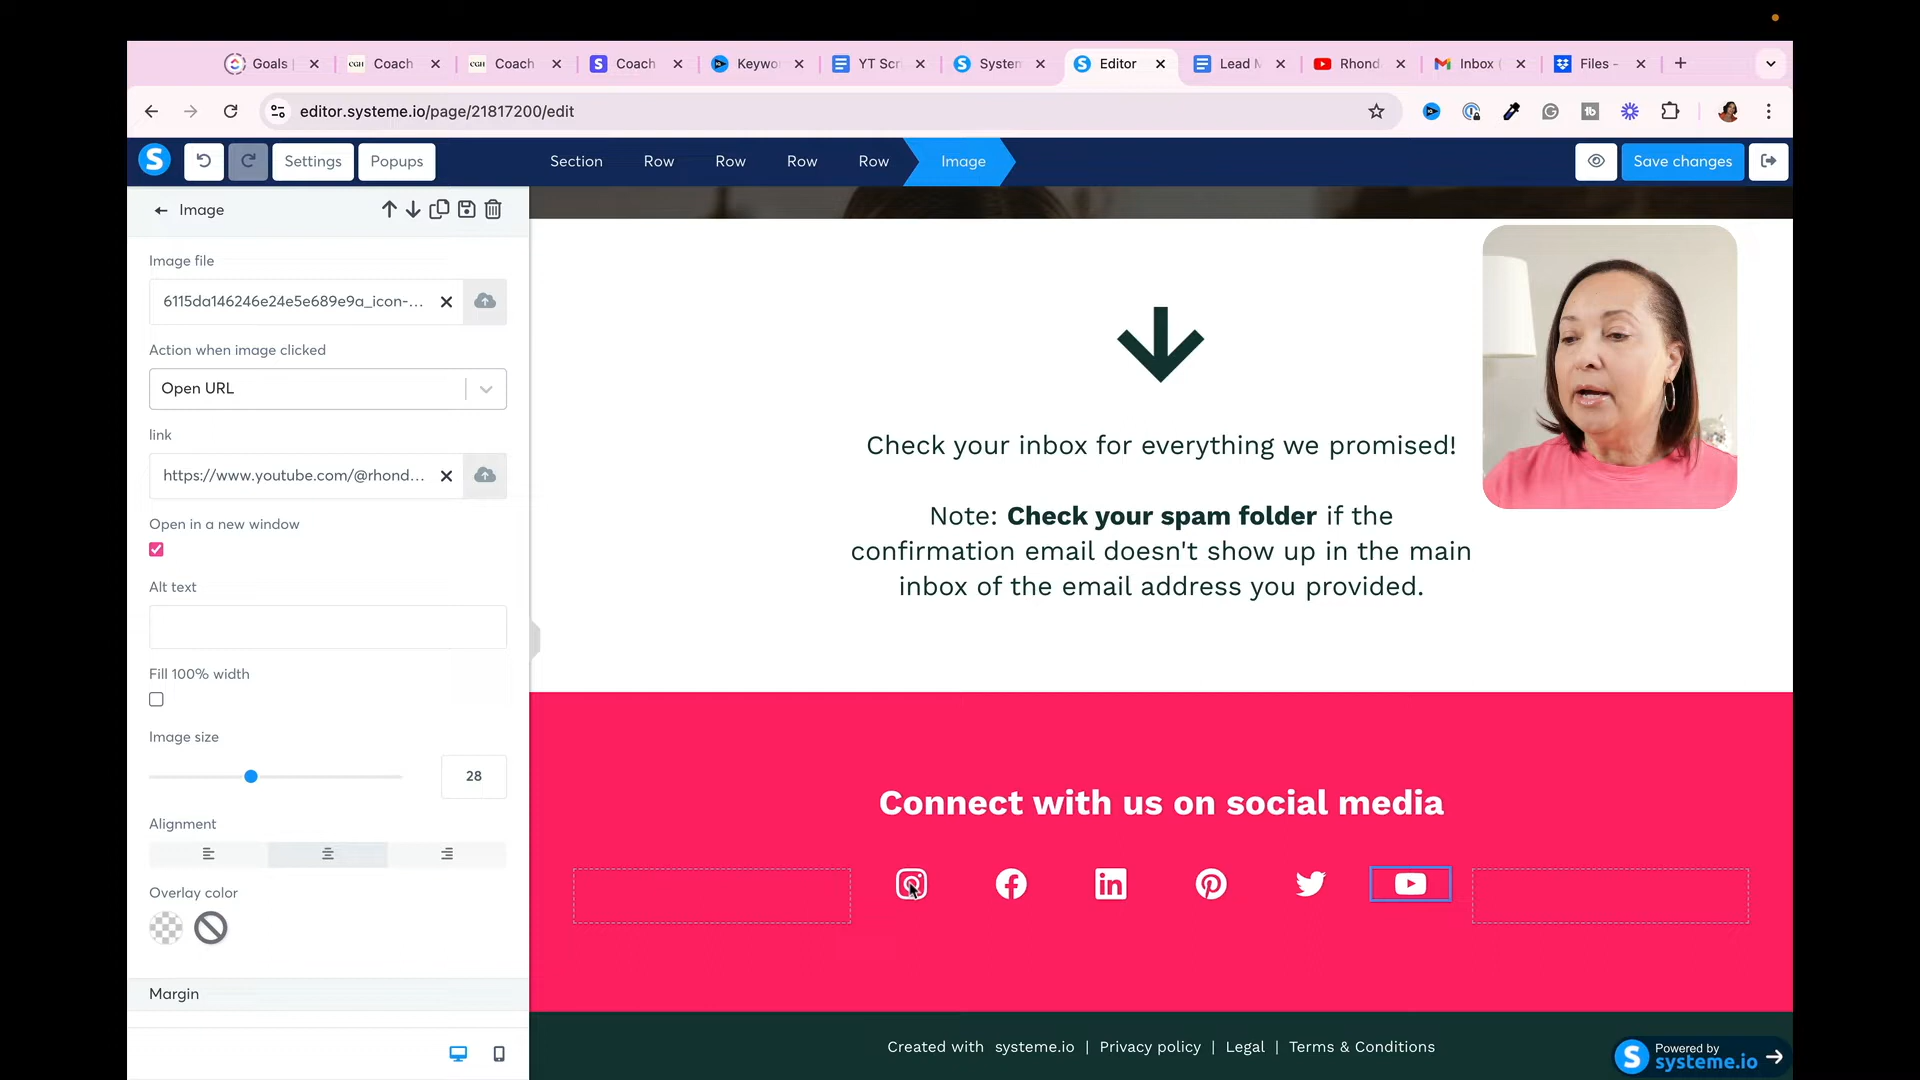 Goals
Coach
Coach
Coach
Keywo
YT Scr
System
Editor
Lead M
Rhond
Inbox (
Files -
editor.systeme.io/page/21817200/edit
Settings
Popups
Section
Row
Row
Row
Row
Image
Save changes
Image
Image file
6115da146246e24e5e689e9a_icon-...
Action when image clicked
Open URL
link
https://www.youtube.com/@rhond...
Open in a new window
Alt text
Fill 100% width
Image size
28
Alignment
Overlay color
Margin
Check your inbox for everything we promised!
Note: Check your spam folder if the
confirmation email doesn't show up in the main
inbox of the email address you provided.
Connect with us on social media
Created with systeme.io | Privacy policy | Legal | Terms & Conditions
Powered by
systeme.io